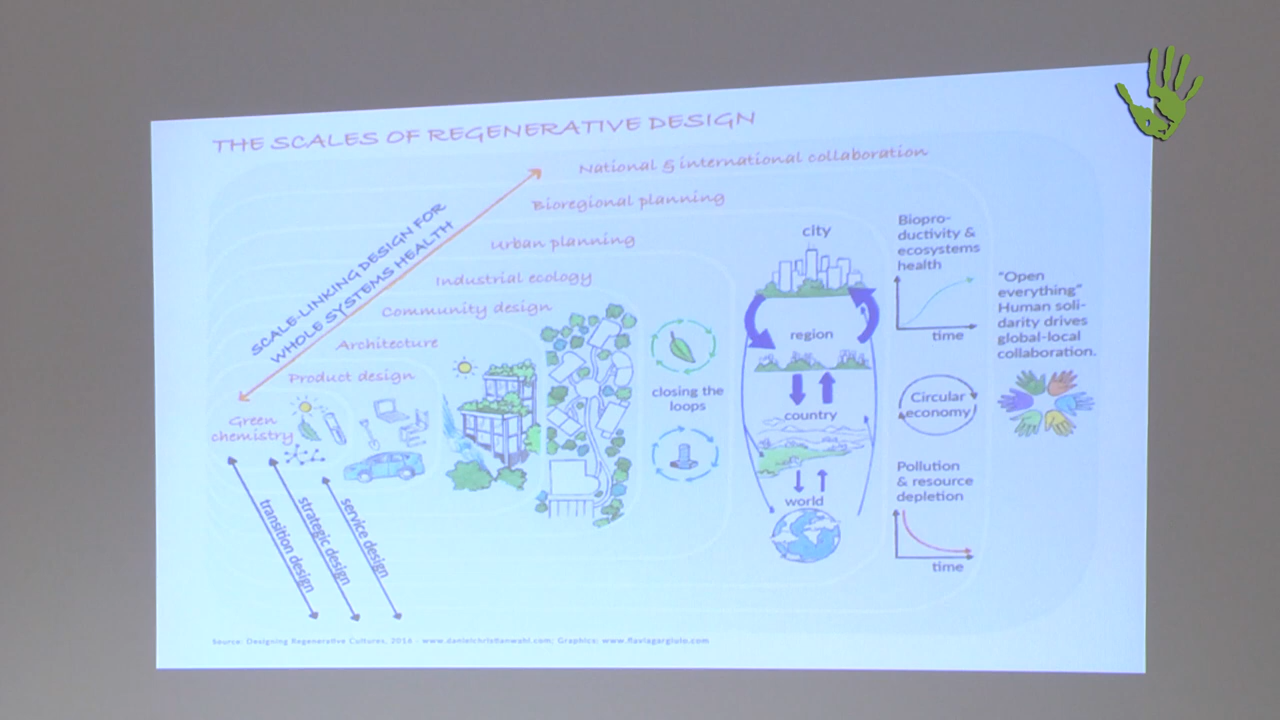 THE SCALES OF REGENERATIVE DESIGN
National & international collaboration
Bioregional planning
Urban planning
Industrial ecology
Community design
Architecture
Product design
Green
chemistry
SCALE-LINKING DESIGN FOR
WHOLE SYSTEMS HEALTH
transition design
strategic design
service design
closing the
loops
city
region
country
world
Biopro-
ductivity &
ecosystems
health
time
Circular
economy
Pollution
& resource
depletion
time
"Open
everything"
Human soli-
darity drives
global-local
collaboration.
Source: Designing Regenerative Cultures, 2016 - www.danielchristianwahl.com; Graphics: www.flaviagargiulo.com